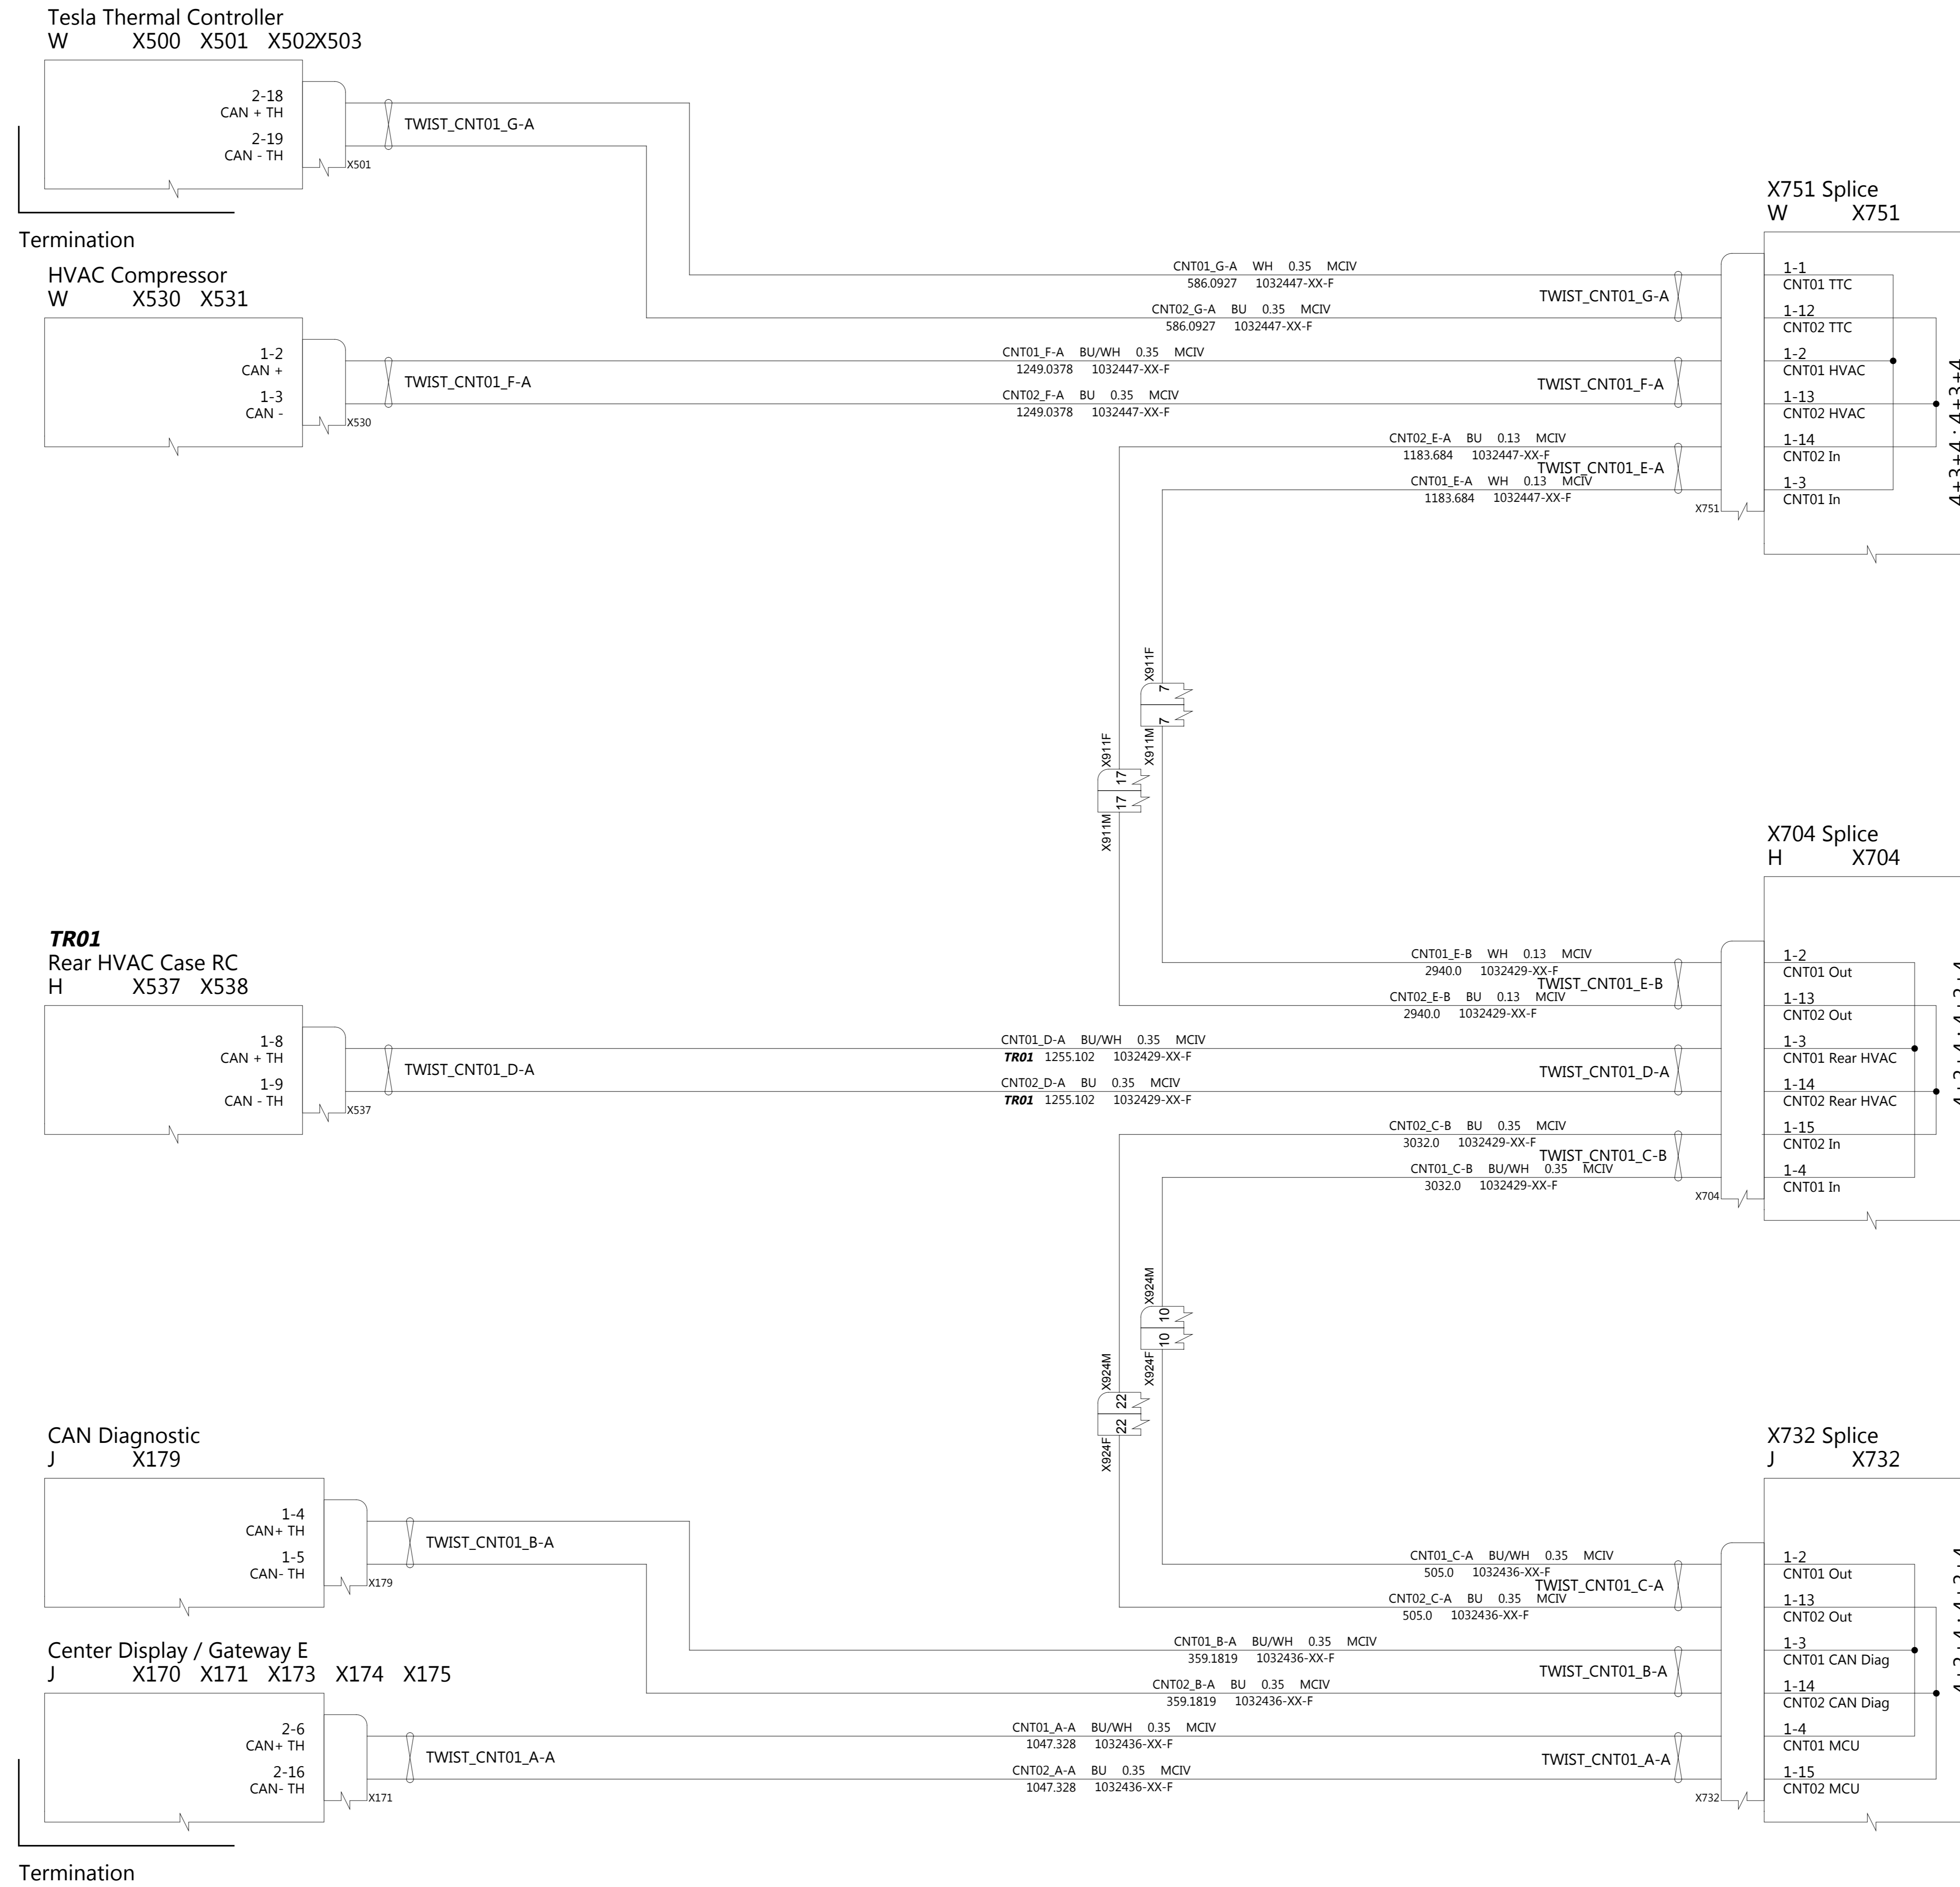 Tesla Thermal Controller
W X500 X501 X502X503
2-18
CAN + TH
2-19
CAN - TH
X501
TWIST_CNT01_G-A
Termination
HVAC Compressor
W X530 X531
1-2
CAN +
1-3
CAN -
X530
TWIST_CNT01_F-A
CNT01_G-A WH 0.35 MCIV
586.0927 1032447-XX-F
TWIST_CNT01_G-A
CNT02_G-A BU 0.35 MCIV
586.0927 1032447-XX-F
CNT01_F-A BU/WH 0.35 MCIV
1249.0378 1032447-XX-F
TWIST_CNT01_F-A
CNT02_F-A BU 0.35 MCIV
1249.0378 1032447-XX-F
CNT02_E-A BU 0.13 MCIV
1183.684 1032447-XX-F
TWIST_CNT01_E-A
CNT01_E-A WH 0.13 MCIV
1183.684 1032447-XX-F
X751
X751 Splice
W X751
1-1
CNT01 TTC
1-12
CNT02 TTC
1-2
CNT01 HVAC
1-13
CNT02 HVAC
1-14
CNT02 In
1-3
CNT01 In
X911F
7
7
X911M
X911F
17
17
X911M
X704 Splice
H X704
TR01
Rear HVAC Case RC
H X537 X538
1-8
CAN + TH
1-9
CAN - TH
X537
TWIST_CNT01_D-A
CNT01_E-B WH 0.13 MCIV
2940.0 1032429-XX-F
TWIST_CNT01_E-B
CNT02_E-B BU 0.13 MCIV
2940.0 1032429-XX-F
CNT01_D-A BU/WH 0.35 MCIV
TR01 1255.102 1032429-XX-F
TWIST_CNT01_D-A
CNT02_D-A BU 0.35 MCIV
TR01 1255.102 1032429-XX-F
CNT02_C-B BU 0.35 MCIV
3032.0 1032429-XX-F
TWIST_CNT01_C-B
CNT01_C-B BU/WH 0.35 MCIV
3032.0 1032429-XX-F
X704
1-2
CNT01 Out
1-13
CNT02 Out
1-3
CNT01 Rear HVAC
1-14
CNT02 Rear HVAC
1-15
CNT02 In
1-4
CNT01 In
X924M
10
10
X924F
X924M
22
22
X924F
CAN Diagnostic
J X179
1-4
CAN+ TH
1-5
CAN- TH
X179
TWIST_CNT01_B-A
Center Display / Gateway E
J X170 X171 X173 X174 X175
2-6
CAN+ TH
2-16
CAN- TH
X171
TWIST_CNT01_A-A
Termination
CNT01_C-A BU/WH 0.35 MCIV
505.0 1032436-XX-F
TWIST_CNT01_C-A
CNT02_C-A BU 0.35 MCIV
505.0 1032436-XX-F
CNT01_B-A BU/WH 0.35 MCIV
359.1819 1032436-XX-F
TWIST_CNT01_B-A
CNT02_B-A BU 0.35 MCIV
359.1819 1032436-XX-F
CNT01_A-A BU/WH 0.35 MCIV
1047.328 1032436-XX-F
TWIST_CNT01_A-A
CNT02_A-A BU 0.35 MCIV
1047.328 1032436-XX-F
X732
X732 Splice
J X732
1-2
CNT01 Out
1-13
CNT02 Out
1-3
CNT01 CAN Diag
1-14
CNT02 CAN Diag
1-4
CNT01 MCU
1-15
CNT02 MCU